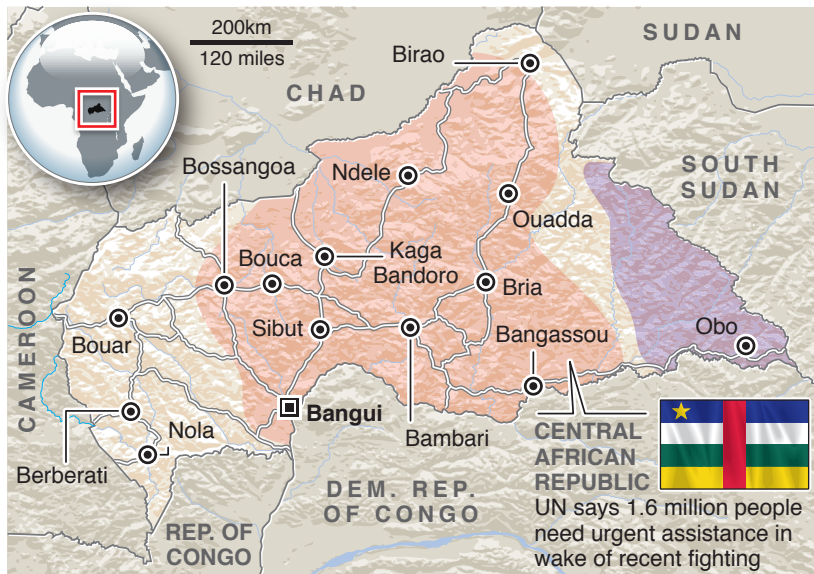 200km
120 miles
SUDAN
Birao
CHAD
Bossangoa
Ndele
SOUTH
SUDAN
Ouadda
Bouca
Kaga
Bandoro
CAMEROON
Bria
Sibut
Bangassou
Obo
Bouar
Bangui
Nola
Bambari
CENTRAL
AFRICAN
REPUBLIC
Berberati
DEM. REP.
OF CONGO
REP. OF
CONGO
UN says 1.6 million people
need urgent assistance in
wake of recent fighting